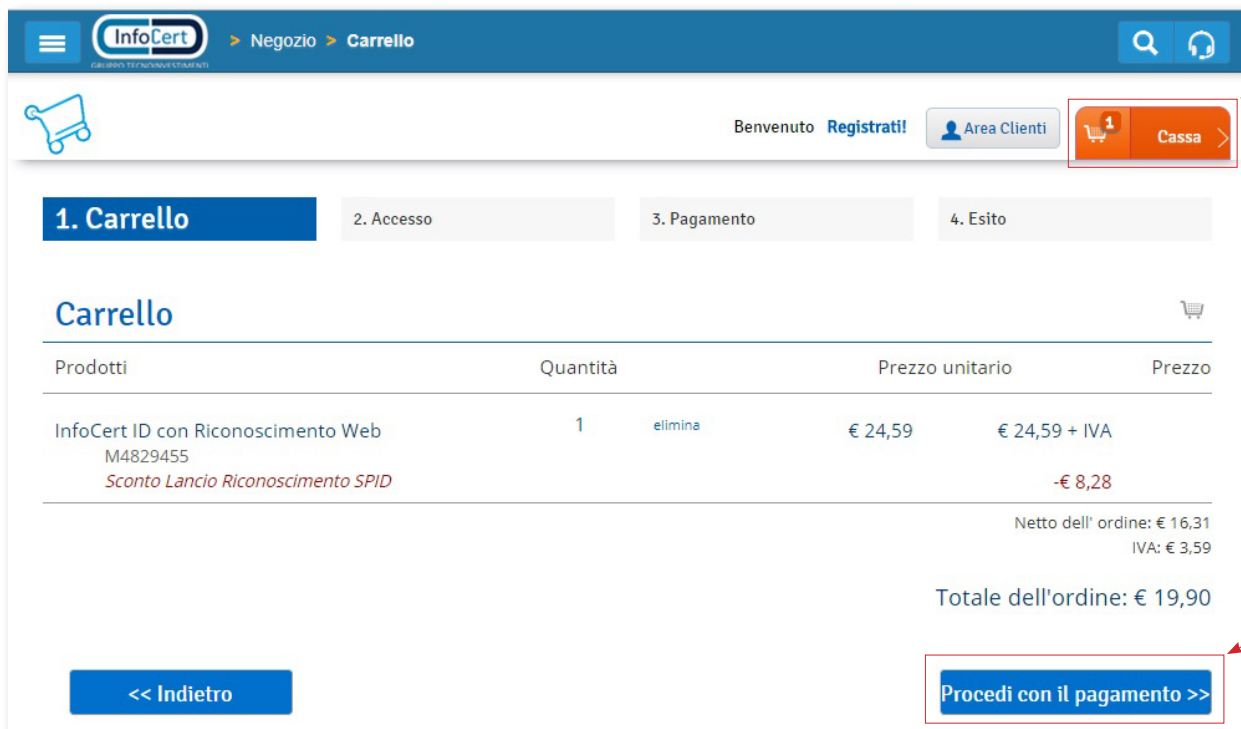 InfoCert > Negozio > Carrello
GRUPPO TECNOINVESTIMENTI
Benvenuto Registrati! Area Clienti 1 Cassa
1. Carrello 2. Accesso 3. Pagamento 4. Esito
Carrello
Prodotti Quantità Prezzo unitario Prezzo
InfoCert ID con Riconoscimento Web 1 elimina € 24,59 € 24,59 + IVA
M4829455
Sconto Lancio Riconoscimento SPID -€ 8,28
Netto dell' ordine: € 16,31
IVA: € 3,59
Totale dell'ordine: € 19,90
<< Indietro Procedi con il pagamento >>